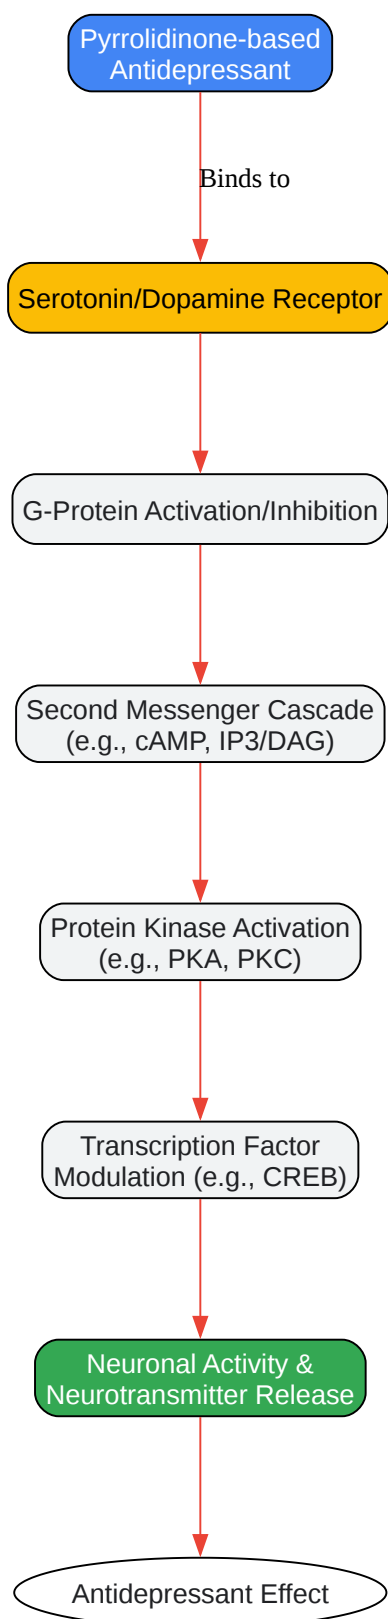 Pyrrolidinone-based
Antidepressant
Binds to
Serotonin/Dopamine Receptor
G-Protein Activation/Inhibition
Second Messenger Cascade
(e.g., cAMP, IP3/DAG)
Protein Kinase Activation
(e.g., PKA, PKC)
Transcription Factor
Modulation (e.g., CREB)
Neuronal Activity &
Neurotransmitter Release
Antidepressant Effect